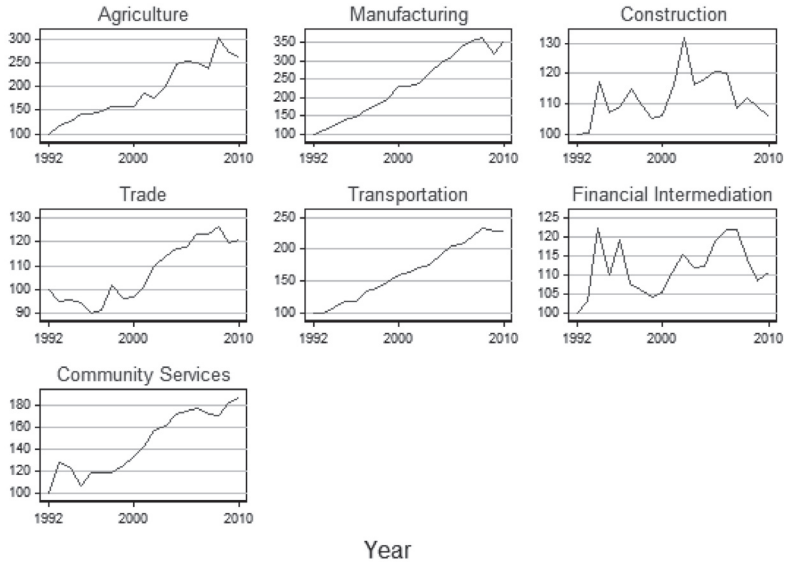 Agriculture
300
250
200
150
100
1992 2000 2010
Manufacturing
350
300
250
200
150
100
1992 2000 2010
Construction
130
120
110
100
1992 2000 2010
Trade
130
120
110
100
90
1992 2000 2010
Transportation
250
200
150
100
1992 2000 2010
Financial Intermediation
125
120
115
110
105
100
1992 2000 2010
Community Services
180
160
140
120
100
1992 2000 2010
Year